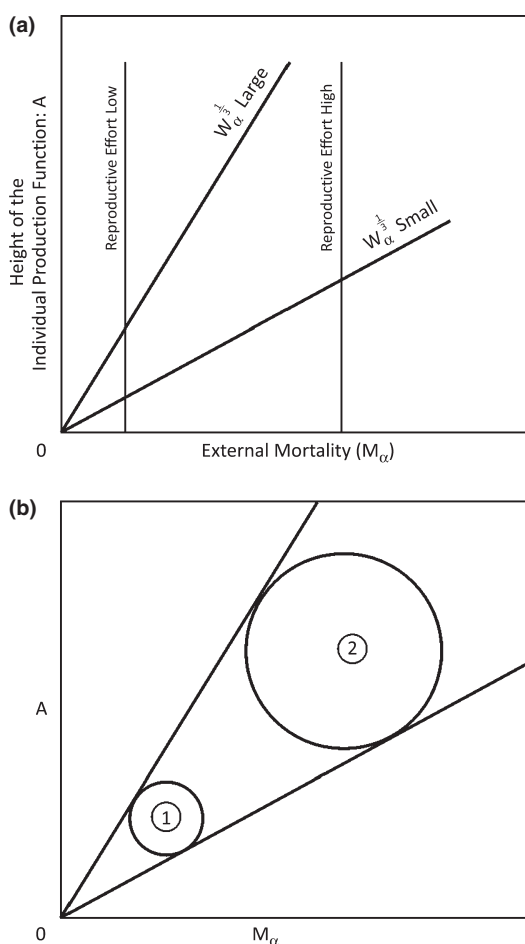 (a)
Height of the
Individual Production Function: A
Reproductive Effort Low
W_α^{1/3} Large
Reproductive Effort High
W_α^{1/3} Small
0
External Mortality (M_α)
(b)
A
2
1
0
M_α